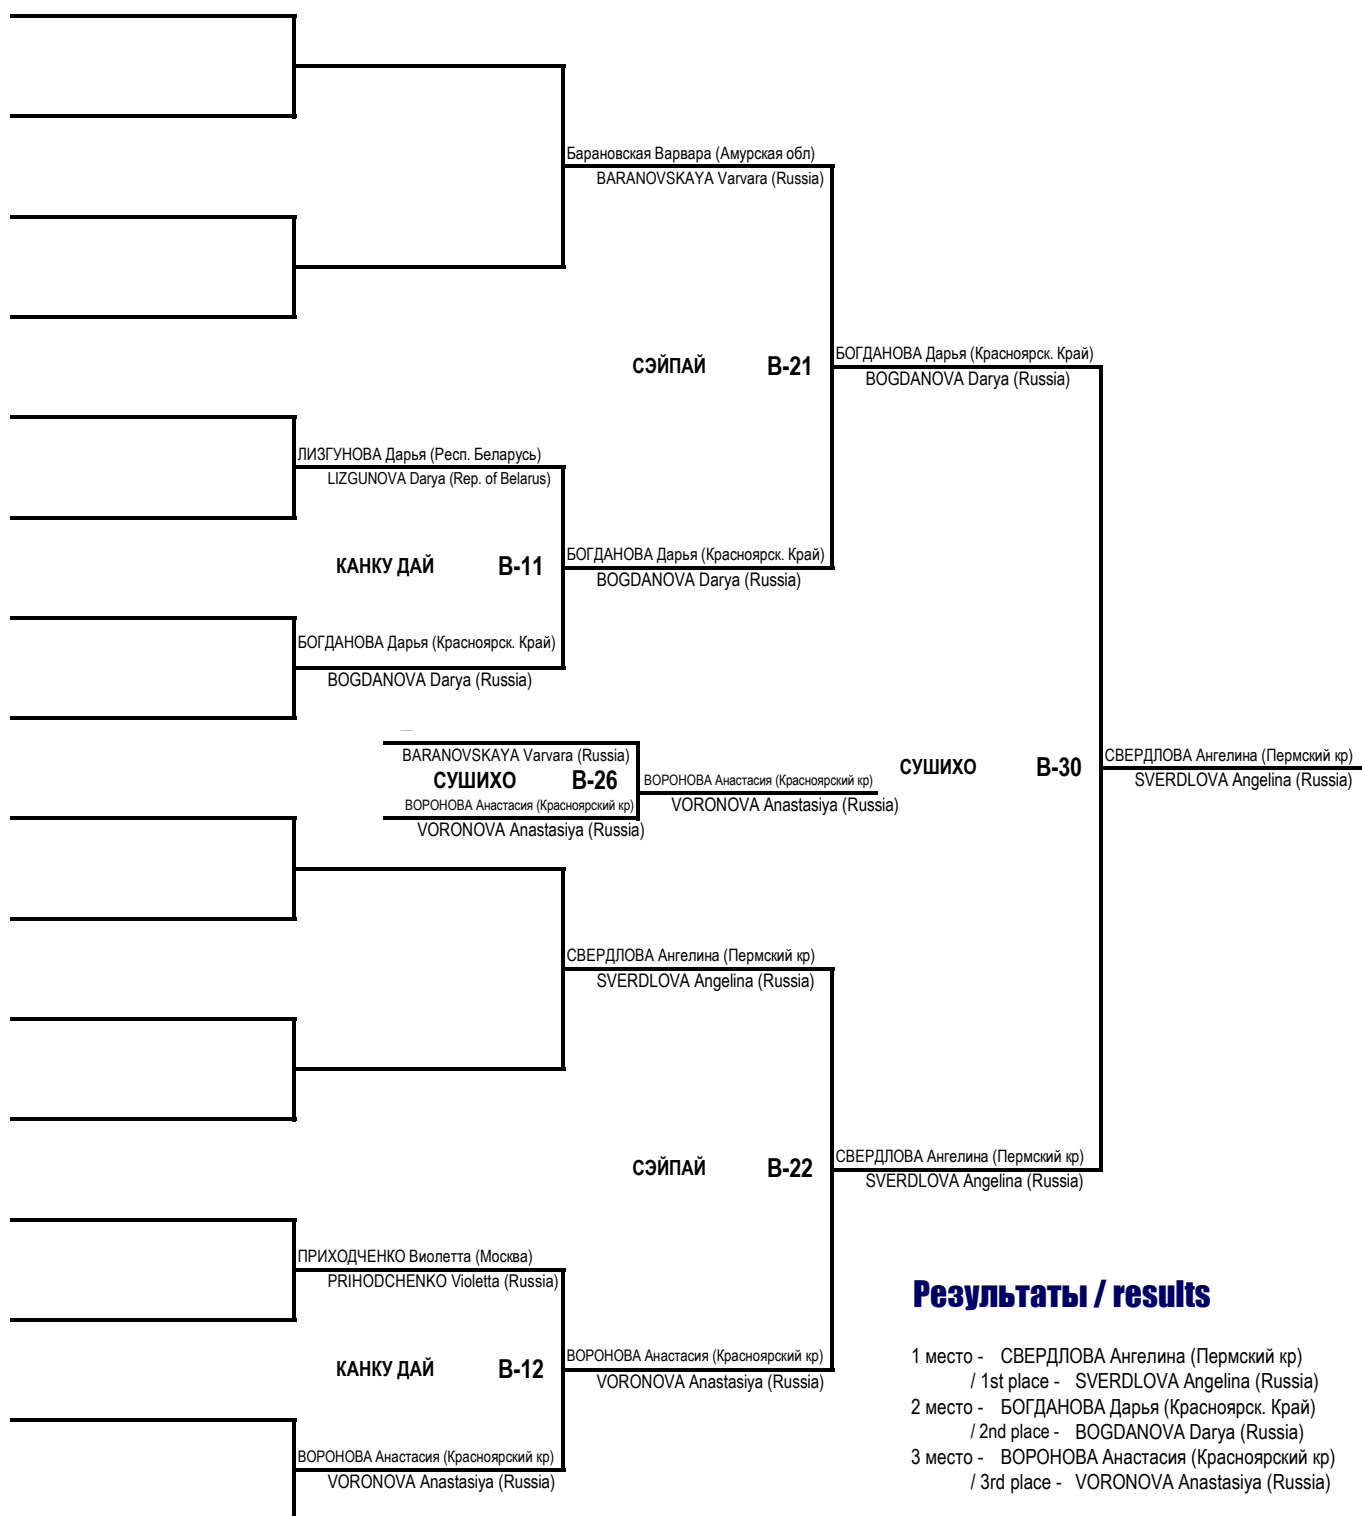 Барановская Варвара (Амурская обл)
BARANOVSKAYA Varvara (Russia)
СЭЙПАЙ B-21
БОГДАНОВА Дарья (Красноярск. Край)
BOGDANOVA Darya (Russia)
ЛИЗГУНОВА Дарья (Респ. Беларусь)
LIZGUNOVA Darya (Rep. of Belarus)
КАНКУ ДАЙ B-11
БОГДАНОВА Дарья (Красноярск. Край)
BOGDANOVA Darya (Russia)
БОГДАНОВА Дарья (Красноярск. Край)
BOGDANOVA Darya (Russia)
BARANOVSKAYA Varvara (Russia)
СУШИХО B-26
ВОРОНОВА Анастасия (Красноярский кр)
VORONOVA Anastasiya (Russia)
ВОРОНОВА Анастасия (Красноярский кр)
VORONOVA Anastasiya (Russia)
СУШИХО B-30
СВЕРДЛОВА Ангелина (Пермский кр)
SVERDLOVA Angelina (Russia)
СВЕРДЛОВА Ангелина (Пермский кр)
SVERDLOVA Angelina (Russia)
СЭЙПАЙ B-22
СВЕРДЛОВА Ангелина (Пермский кр)
SVERDLOVA Angelina (Russia)
ПРИХОДЧЕНКО Виолетта (Москва)
PRIHODCHENKO Violetta (Russia)
КАНКУ ДАЙ B-12
ВОРОНОВА Анастасия (Красноярский кр)
VORONOVA Anastasiya (Russia)
ВОРОНОВА Анастасия (Красноярский кр)
VORONOVA Anastasiya (Russia)
Результаты / results
1 место - СВЕРДЛОВА Ангелина (Пермский кр)
/ 1st place - SVERDLOVA Angelina (Russia)
2 место - БОГДАНОВА Дарья (Красноярск. Край)
/ 2nd place - BOGDANOVA Darya (Russia)
3 место - ВОРОНОВА Анастасия (Красноярский кр)
/ 3rd place - VORONOVA Anastasiya (Russia)